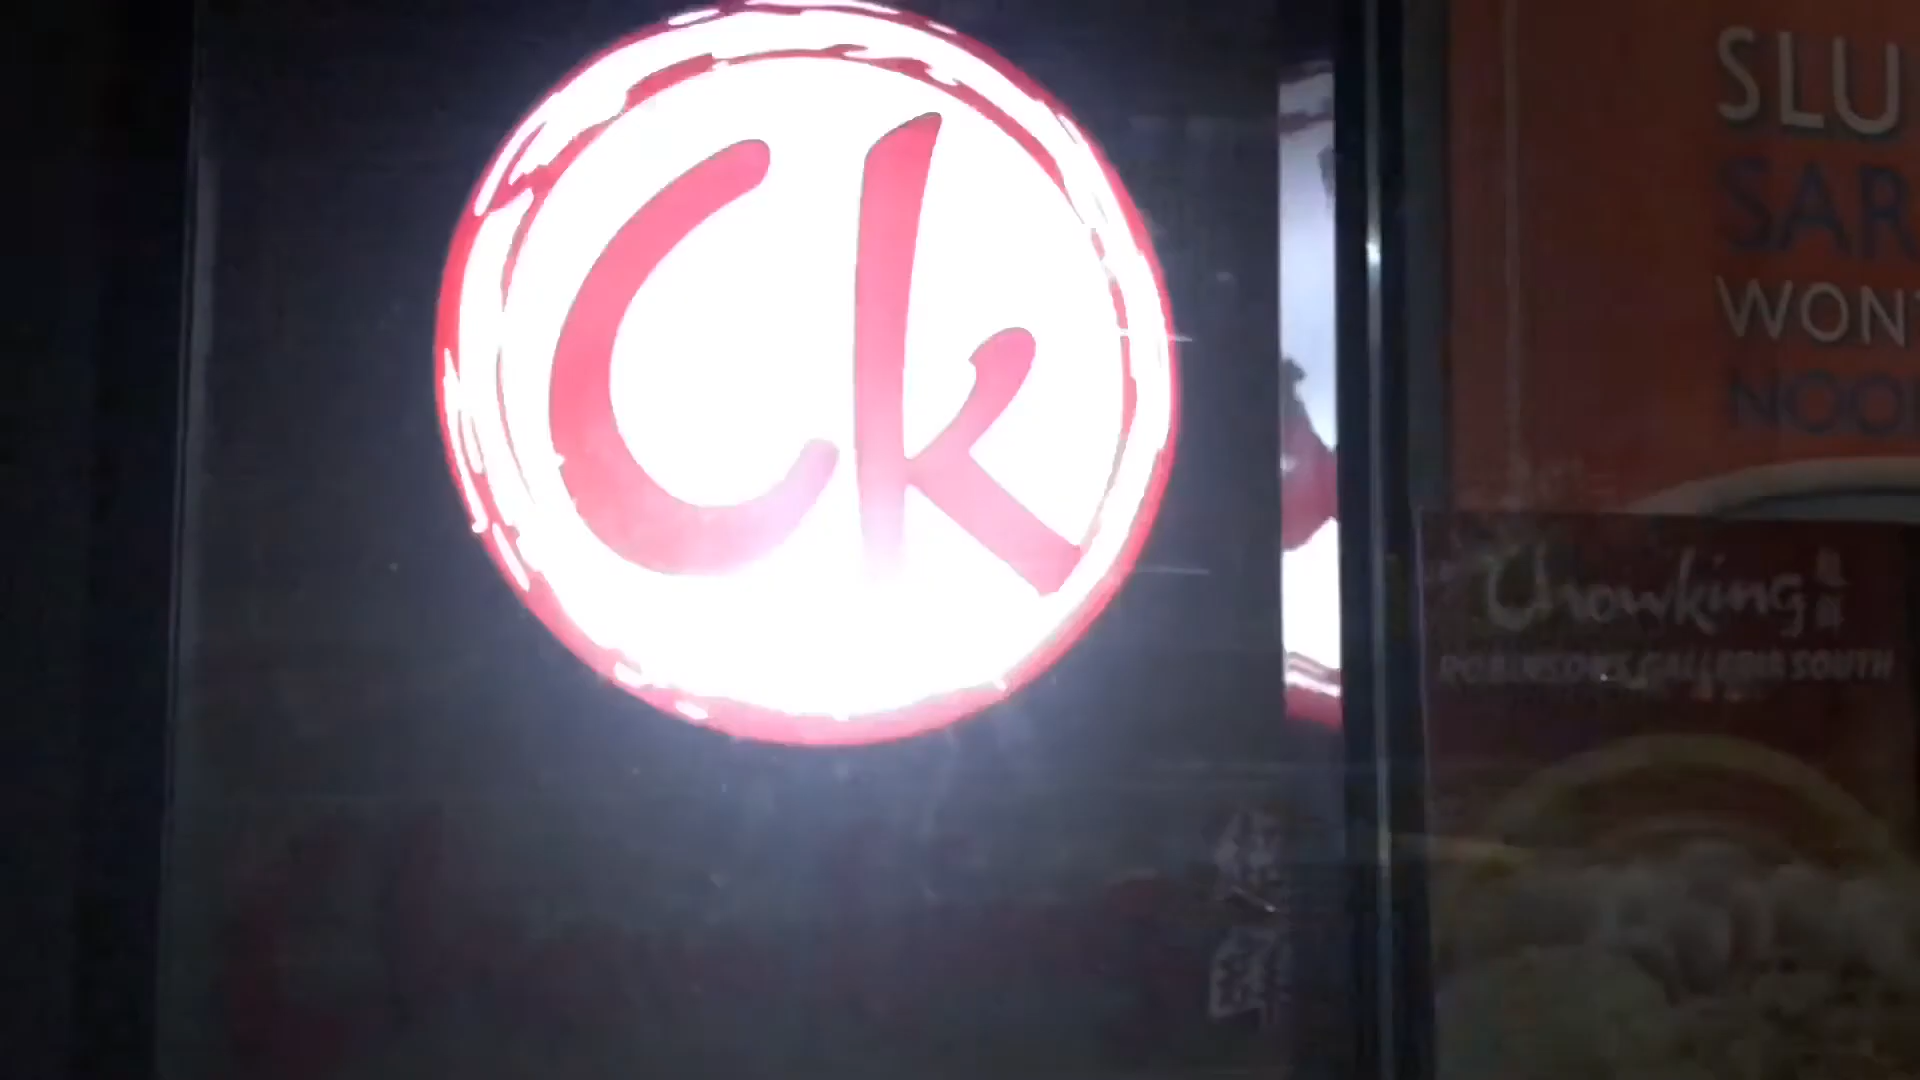 Ck
Chowking
ROBINSONS GALLERIA SOUTH
SLU
SAR
WONT
NOO